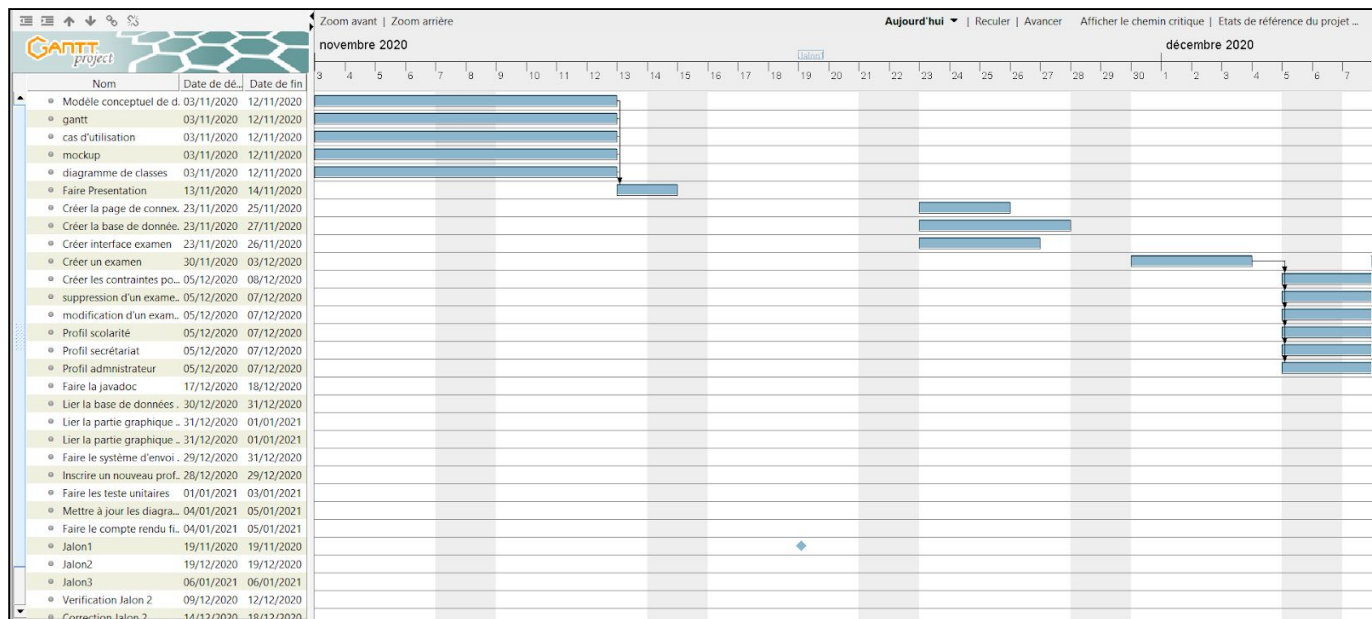 Zoom avant | Zoom arrière
Aujourd'hui | Reculer | Avancer Afficher le chemin critique | Etats de référence du projet ...
GANTT
project
novembre 2020
décembre 2020
Jalon1
3 4 5 6 7 8 9 10 11 12 13 14 15 16 17 18 19 20 21 22 23 24 25 26 27 28 29 30 1 2 3 4 5 6 7
Nom Date de dé... Date de fin
Modèle conceptuel de d. 03/11/2020 12/11/2020
gantt 03/11/2020 12/11/2020
cas d'utilisation 03/11/2020 12/11/2020
mockup 03/11/2020 12/11/2020
diagramme de classes 03/11/2020 12/11/2020
Faire Presentation 13/11/2020 14/11/2020
Créer la page de connex. 23/11/2020 25/11/2020
Créer la base de donnée. 23/11/2020 27/11/2020
Créer interface examen 23/11/2020 26/11/2020
Créer un examen 30/11/2020 03/12/2020
Créer les contraintes po... 05/12/2020 08/12/2020
suppression d'un exame.. 05/12/2020 07/12/2020
modification d'un exam.. 05/12/2020 07/12/2020
Profil scolarité 05/12/2020 07/12/2020
Profil secrétariat 05/12/2020 07/12/2020
Profil admnistrateur 05/12/2020 07/12/2020
Faire la javadoc 17/12/2020 18/12/2020
Lier la base de données . 30/12/2020 31/12/2020
Lier la partie graphique .. 31/12/2020 01/01/2021
Lier la partie graphique .. 31/12/2020 01/01/2021
Faire le système d'envoi . 29/12/2020 31/12/2020
Inscrire un nouveau prof.. 28/12/2020 29/12/2020
Faire les teste unitaires 01/01/2021 03/01/2021
Mettre à jour les diagra... 04/01/2021 05/01/2021
Faire le compte rendu fi.. 04/01/2021 05/01/2021
Jalon1 19/11/2020 19/11/2020
Jalon2 19/12/2020 19/12/2020
Jalon3 06/01/2021 06/01/2021
Verification Jalon 2 09/12/2020 12/12/2020
Correction Jalon 2 14/12/2020 18/12/2020